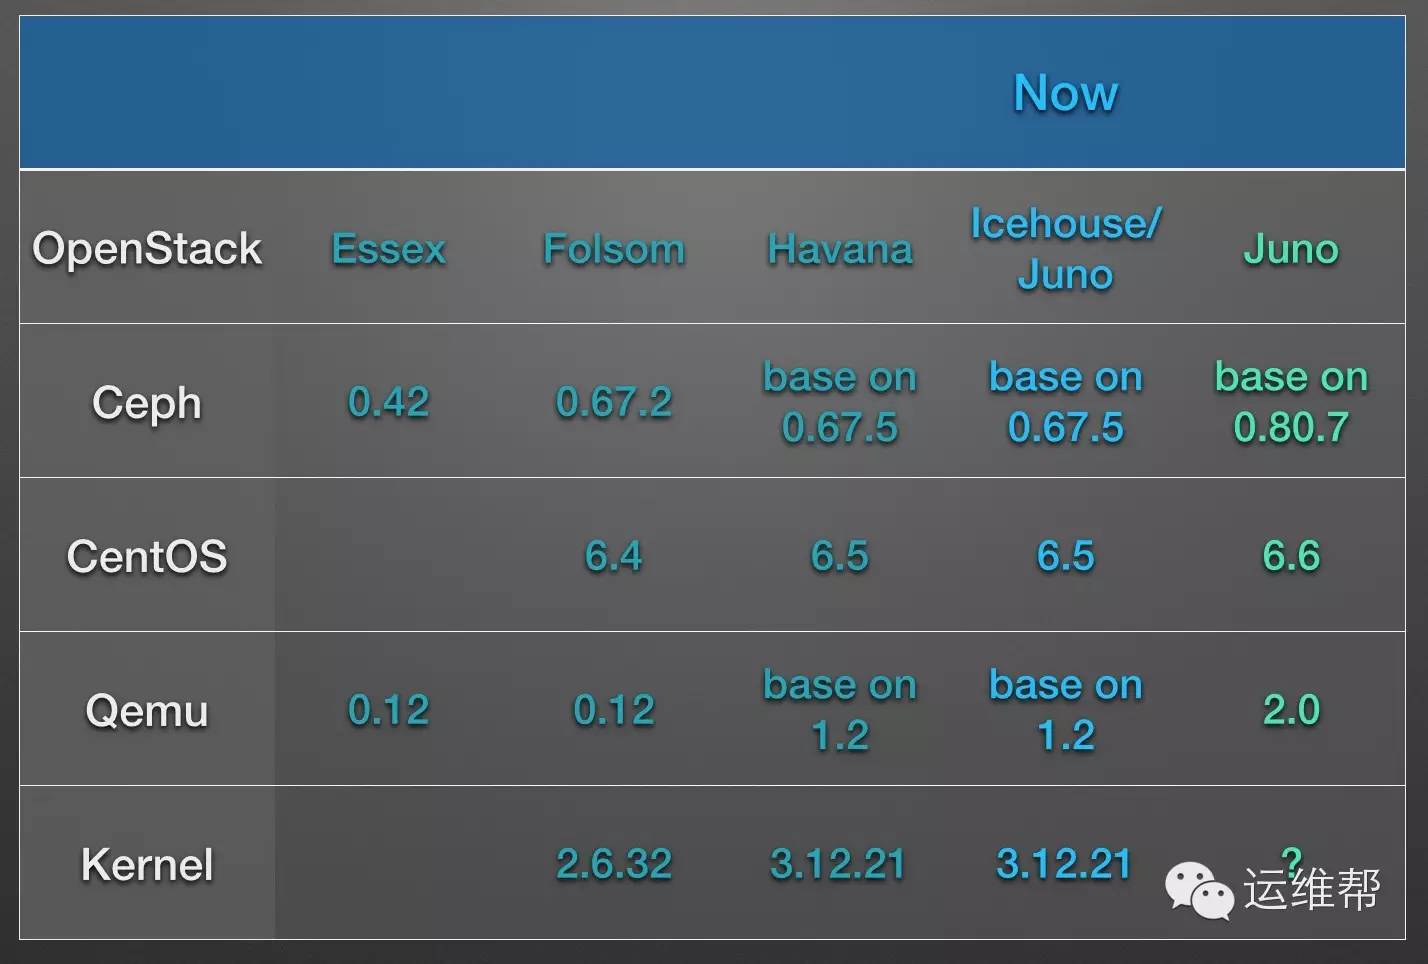 Now
OpenStack Essex Folsom Havana Icehouse/ Juno
Juno
Ceph 0.42 0.67.2 base on base on base on
0.67.5 0.67.5 0.80.7
CentOS 6.4 6.5 6.5 6.6
Qemu 0.12 0.12 base on base on 2.0
1.2 1.2
Kernel 2.6.32 3.12.21 3.12.21 ?
运维帮